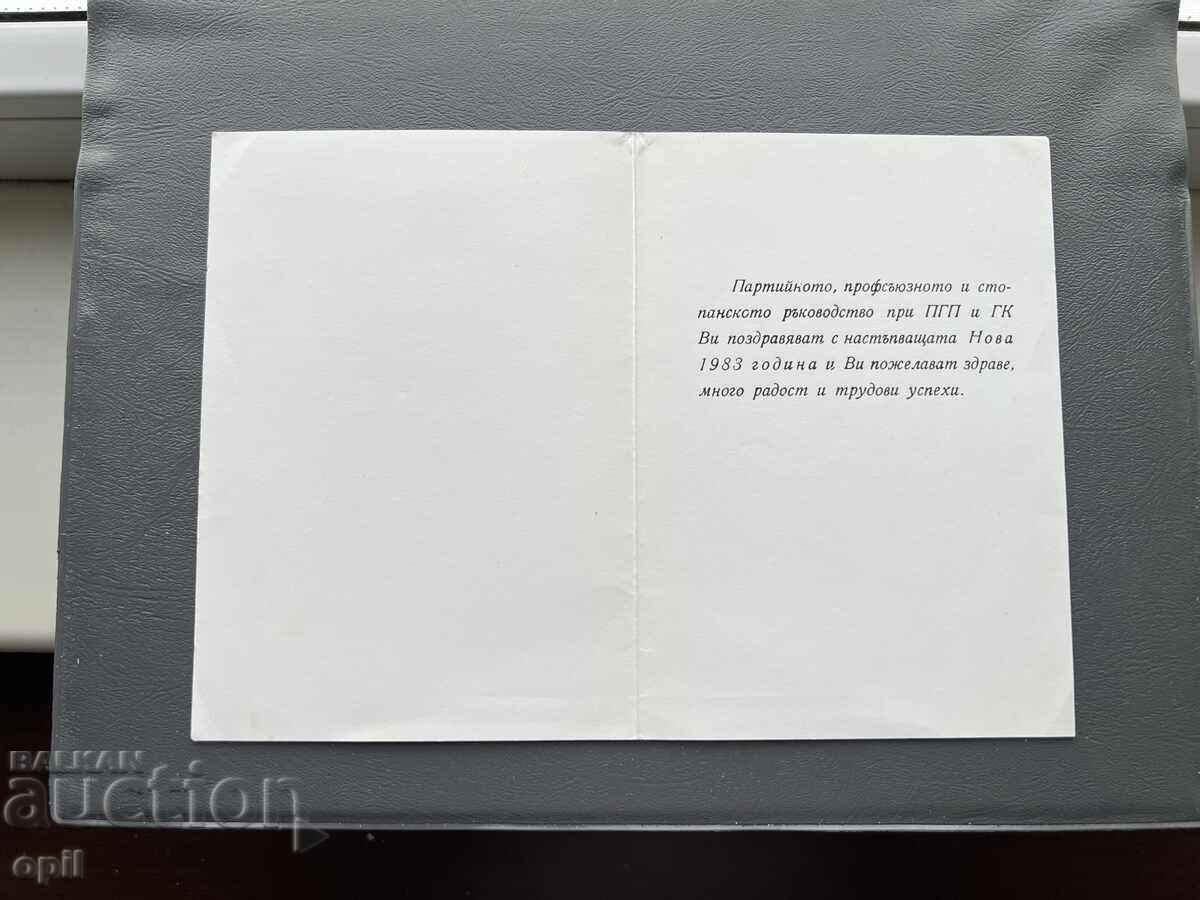 Партийното, профсъюзното и сто-
панското ръководство при ПГП и ГК
Ви поздравяват с настъпващата Нова
1983 година и Ви пожелават здраве,
много радост и трудови успехи.
BALKAN
auction
opil